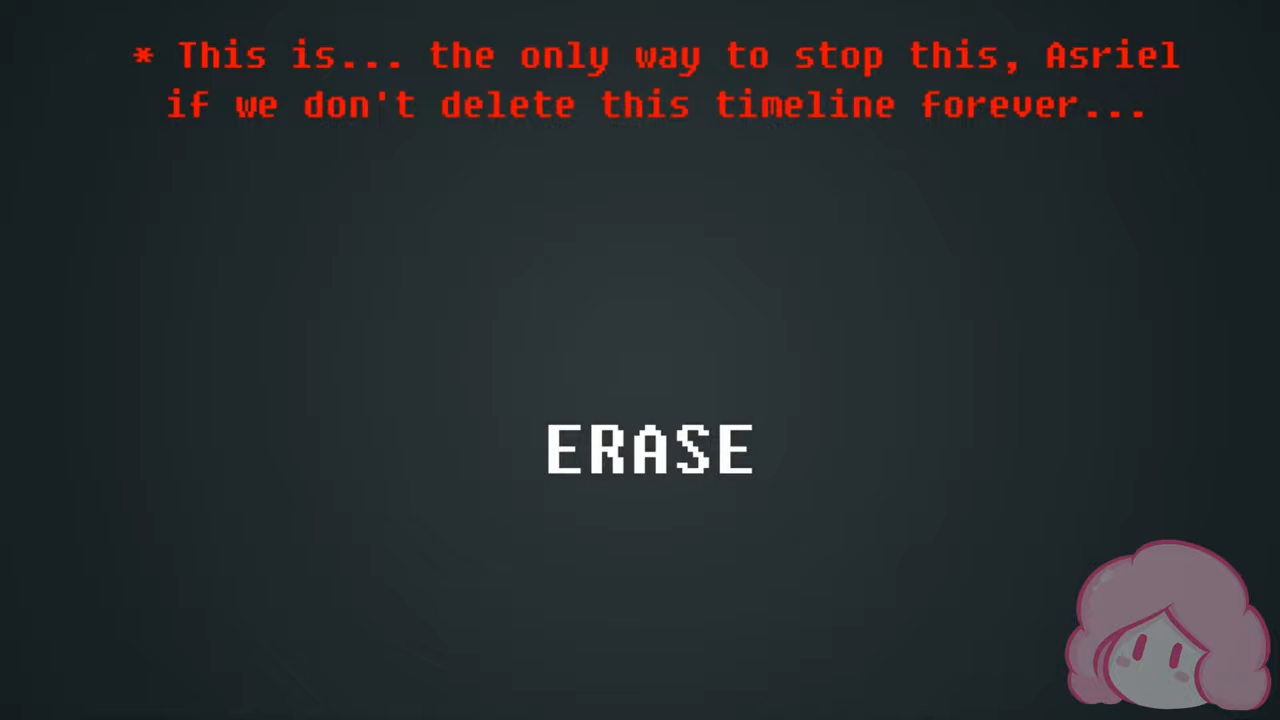 * This is... the only way to stop this, Asriel
if we don't delete this timeline forever...
ERASE